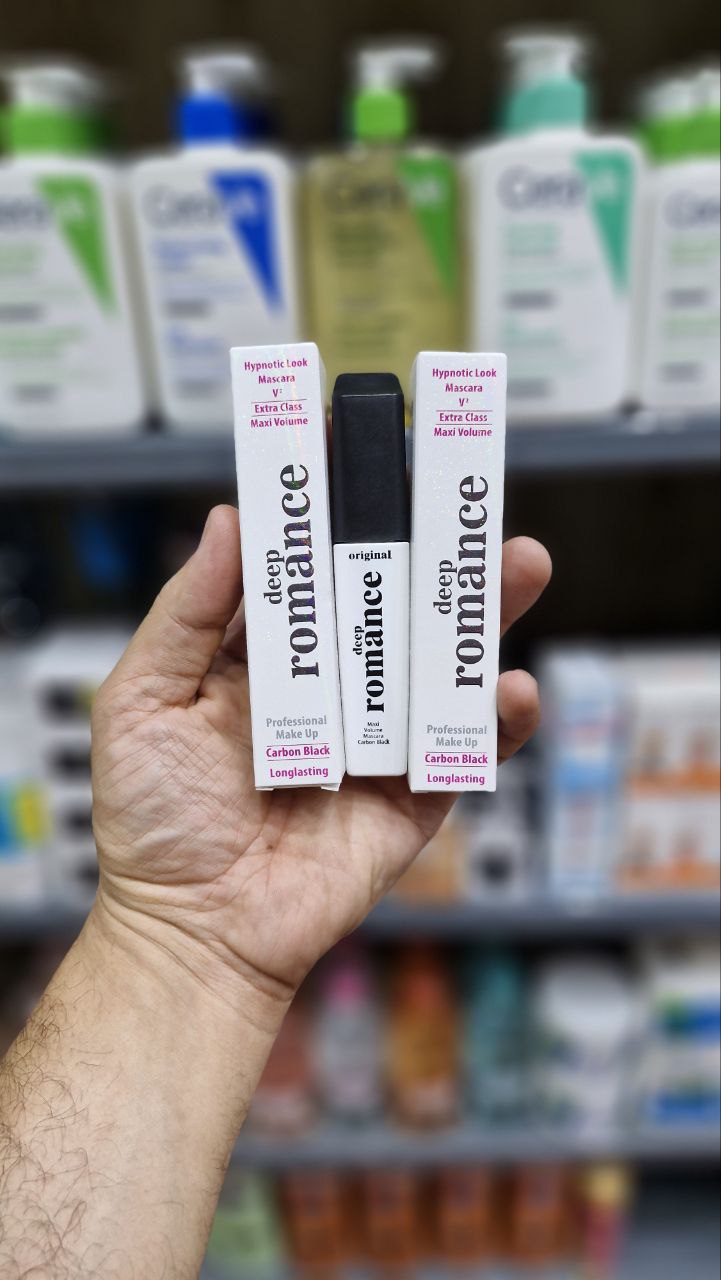 Hypnotic Look
Mascara
V²
Extra Class
Maxi Volume
deep
romance
Professional
Make Up
Carbon Black
Longlasting
original
deep
romance
Maxi
Volume
Mascara
Carbon Black
Hypnotic Look
Mascara
V²
Extra Class
Maxi Volume
deep
romance
Professional
Make Up
Carbon Black
Longlasting